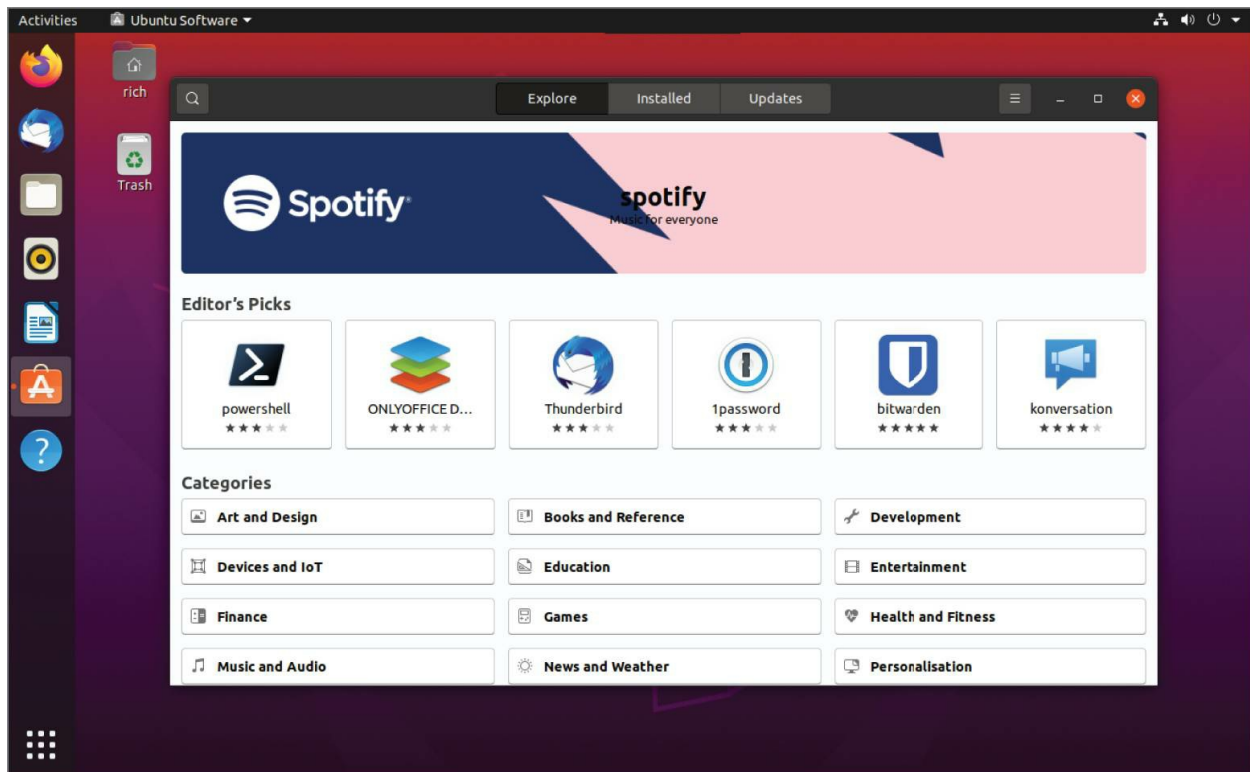 Activities Ubuntu Software
rich
Trash
Explore Installed Updates
Spotify
spotify
Music for everyone
Editor's Picks
powershell ONLYOFFICE D... Thunderbird 1password bitwarden konversation
Categories
Art and Design Books and Reference Development
Devices and IoT Education Entertainment
Finance Games Health and Fitness
Music and Audio News and Weather Personalisation